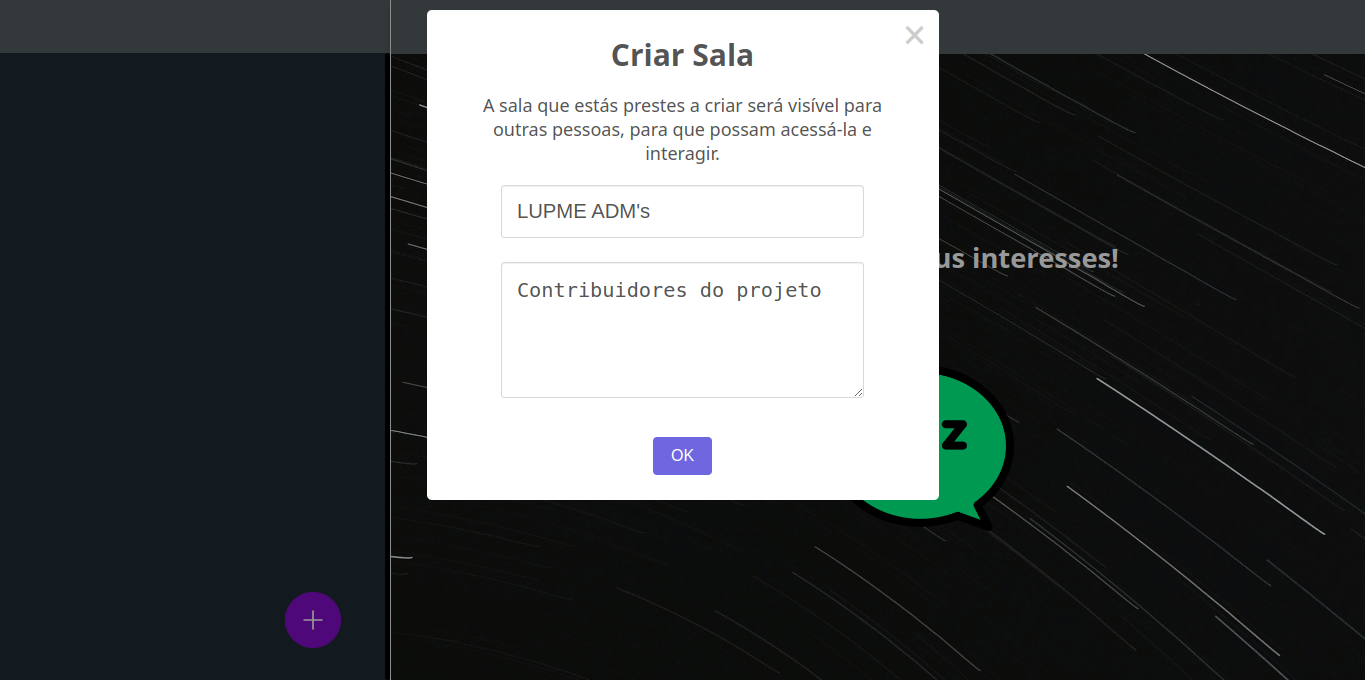 Criar Sala
A sala que estás prestes a criar será visível para
outras pessoas, para que possam acessá-la e
interagir.
LUPME ADM's
us interesses!
Contribuidores do projeto
z
OK